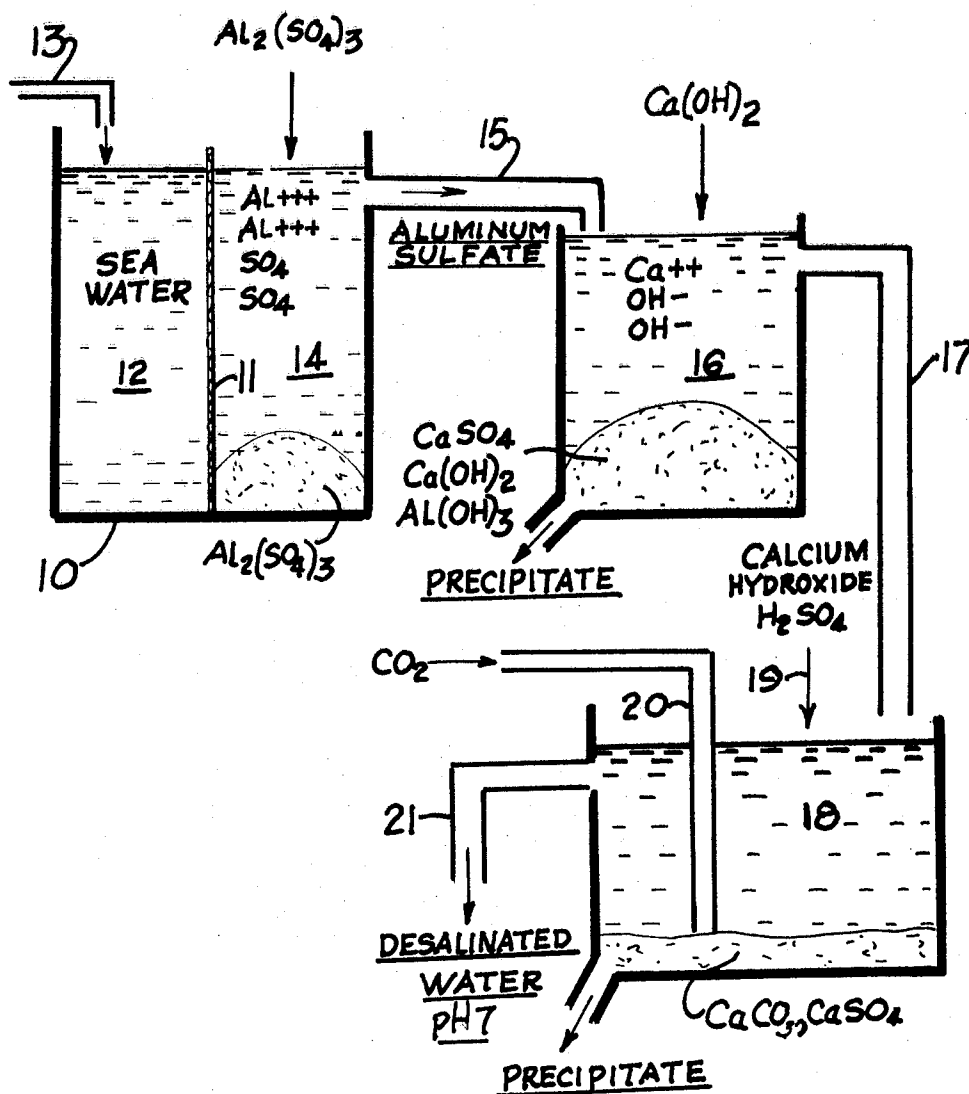 13
Al2(SO4)3
Ca(OH)2
15
Al+++
Al+++
SO4
SO4
ALUMINUM
SULFATE
SEA
WATER
Ca++
OH-
OH-
12
11
14
16
17
CaSO4
Ca(OH)2
Al(OH)3
10
Al2(SO4)3
PRECIPITATE
CALCIUM
HYDROXIDE
H2SO4
CO2
20
19
21
18
DESALINATED
WATER
pH7
CaCO3, CaSO4
PRECIPITATE